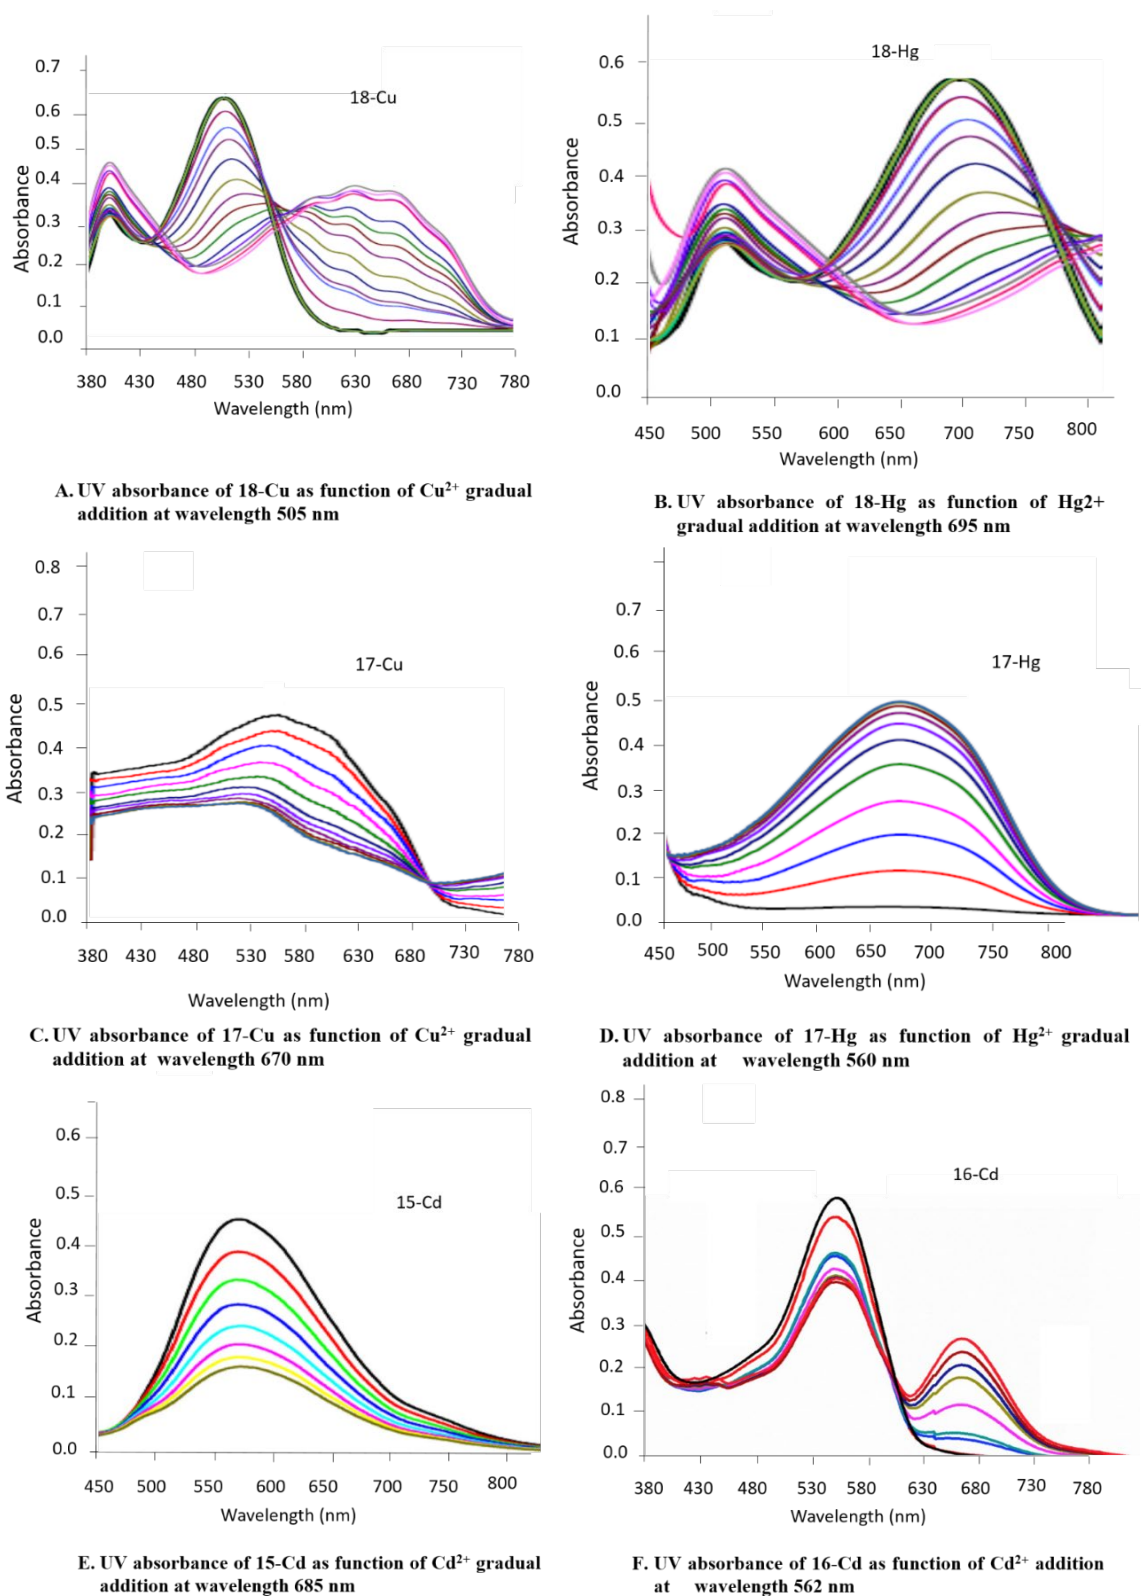 18-Cu
0.7
0.6
0.5
0.4
0.3
0.2
0.1
0.0
Absorbance
380 430 480 530 580 630 680 730 780
Wavelength (nm)
A. UV absorbance of 18-Cu as function of Cu²⁺ gradual
addition at wavelength 505 nm
18-Hg
0.6
0.5
0.4
0.3
0.2
0.1
0.0
Absorbance
450 500 550 600 650 700 750 800
Wavelength (nm)
B. UV absorbance of 18-Hg as function of Hg2+
gradual addition at wavelength 695 nm
17-Cu
0.8
0.7
0.6
0.5
0.4
0.3
0.2
0.1
0.0
Absorbance
380 430 480 530 580 630 680 730 780
Wavelength (nm)
C. UV absorbance of 17-Cu as function of Cu²⁺ gradual
addition at wavelength 670 nm
17-Hg
0.7
0.6
0.5
0.4
0.3
0.2
0.1
0.0
Absorbance
450 500 550 600 700 750 800
Wavelength (nm)
D. UV absorbance of 17-Hg as function of Hg²⁺ gradual
addition at wavelength 560 nm
15-Cd
0.6
0.5
0.4
0.3
0.2
0.1
0.0
Absorbance
450 500 550 600 650 700 750 800
Wavelength (nm)
E. UV absorbance of 15-Cd as function of Cd²⁺ gradual
addition at wavelength 685 nm
16-Cd
0.8
0.7
0.6
0.5
0.4
0.3
0.2
0.1
0.0
Absorbance
380 430 480 530 580 630 680 730 780
Wavelength (nm)
F. UV absorbance of 16-Cd as function of Cd²⁺ addition
at wavelength 562 nm